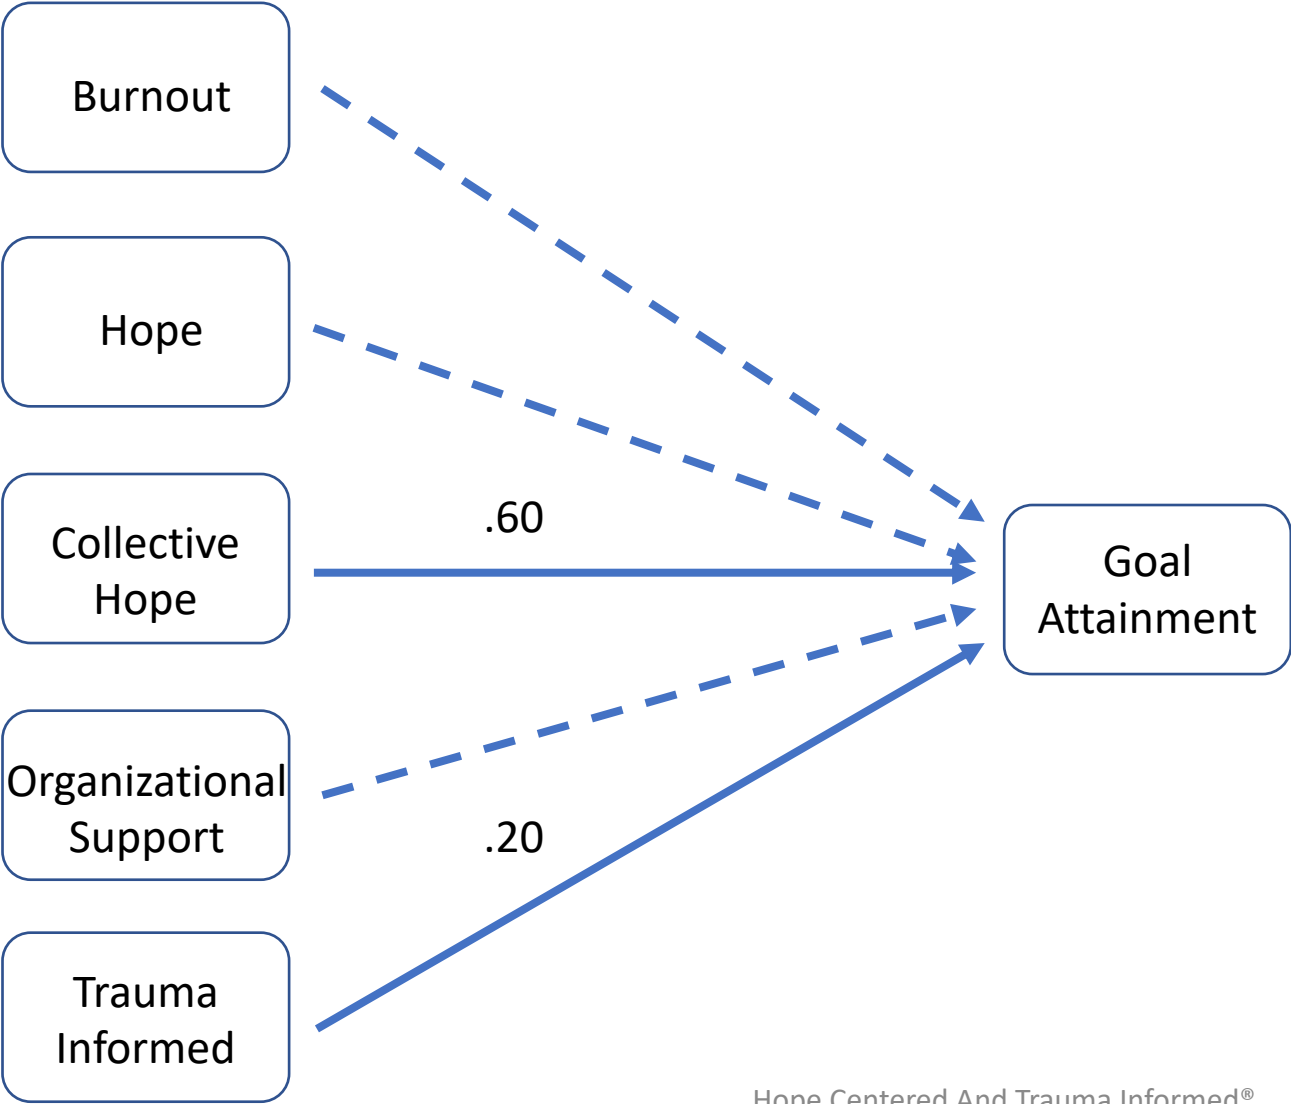 Burnout
Hope
Collective
Hope
.60
Goal
Attainment
Organizational
Support
.20
Trauma
Informed
Hope Centered And Trauma Informed®